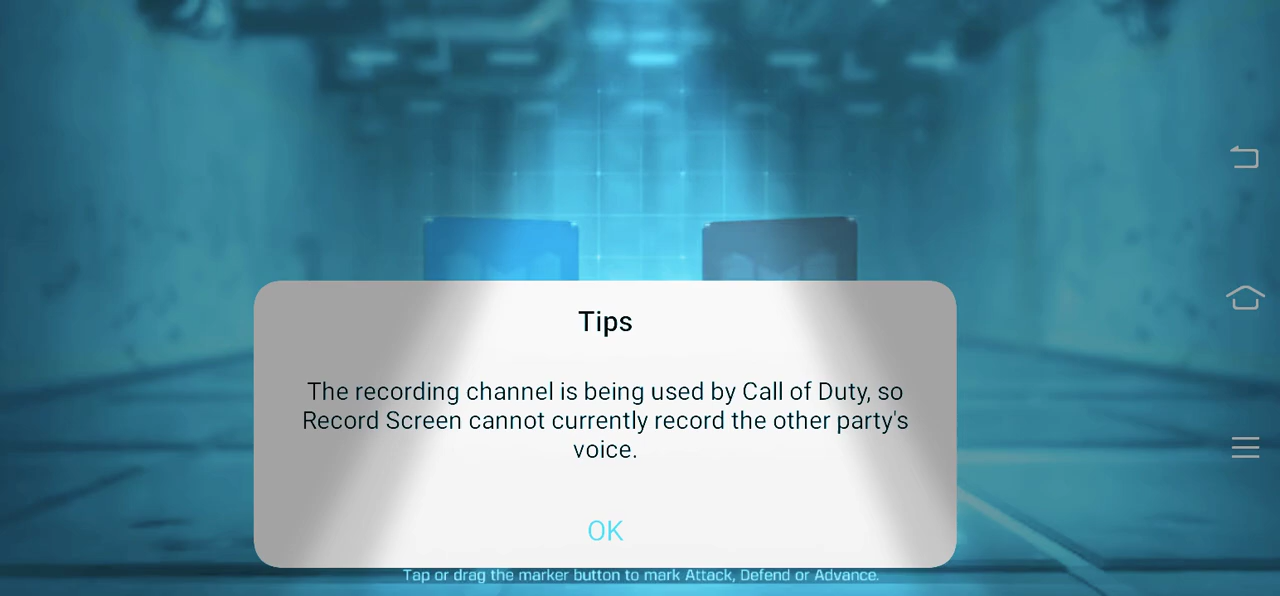 Tips
The recording channel is being used by Call of Duty, so
Record Screen cannot currently record the other party's
voice.
OK
Tap or drag the marker button to mark Attack, Defend or Advance.